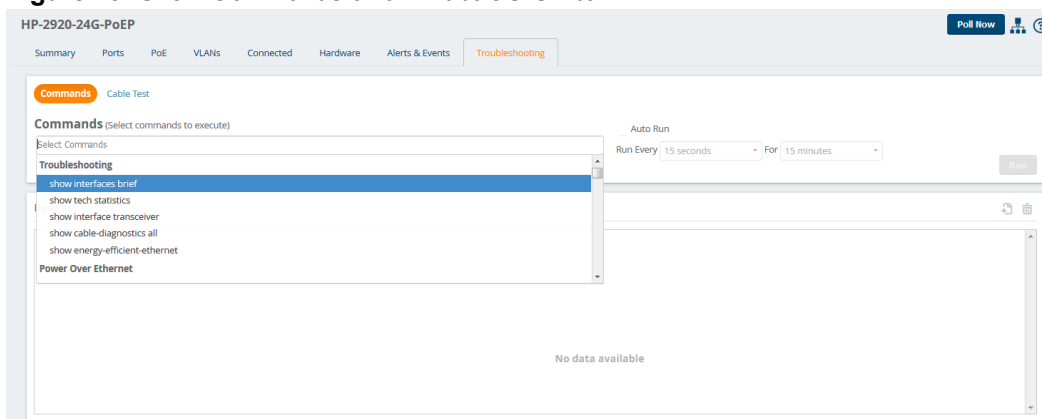 HP-2920-24G-PoEP
Poll Now
Summary Ports PoE VLANs Connected Hardware Alerts & Events Troubleshooting
Commands Cable Test
Commands (Select commands to execute)
Select Commands
Troubleshooting
show interfaces brief
show tech statistics
show interface transceiver
show cable-diagnostics all
show energy-efficient-ethernet
Power Over Ethernet
Auto Run
Run Every 15 seconds For 15 minutes
Run
No data available